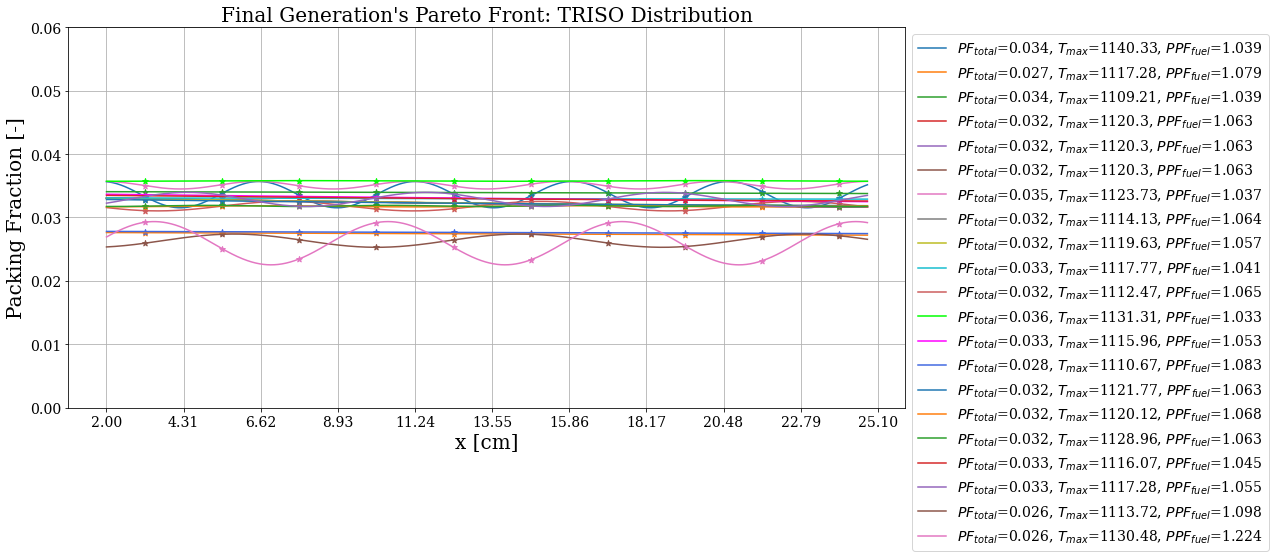 Final Generation's Pareto Front: TRISO Distribution
Packing Fraction [-]
0.06
0.05
0.04
0.03
0.02
0.01
0.00
2.00 4.31 6.62 8.93 11.24 13.55 15.86 18.17 20.48 22.79 25.10
x [cm]
PF_total=0.034, T_max=1140.33, PPF_fuel=1.039
PF_total=0.027, T_max=1117.28, PPF_fuel=1.079
PF_total=0.034, T_max=1109.21, PPF_fuel=1.039
PF_total=0.032, T_max=1120.3, PPF_fuel=1.063
PF_total=0.032, T_max=1120.3, PPF_fuel=1.063
PF_total=0.032, T_max=1120.3, PPF_fuel=1.063
PF_total=0.035, T_max=1123.73, PPF_fuel=1.037
PF_total=0.032, T_max=1114.13, PPF_fuel=1.064
PF_total=0.032, T_max=1119.63, PPF_fuel=1.057
PF_total=0.033, T_max=1117.77, PPF_fuel=1.041
PF_total=0.032, T_max=1112.47, PPF_fuel=1.065
PF_total=0.036, T_max=1131.31, PPF_fuel=1.033
PF_total=0.033, T_max=1115.96, PPF_fuel=1.053
PF_total=0.028, T_max=1110.67, PPF_fuel=1.083
PF_total=0.032, T_max=1121.77, PPF_fuel=1.063
PF_total=0.032, T_max=1120.12, PPF_fuel=1.068
PF_total=0.032, T_max=1128.96, PPF_fuel=1.063
PF_total=0.033, T_max=1116.07, PPF_fuel=1.045
PF_total=0.033, T_max=1117.28, PPF_fuel=1.055
PF_total=0.026, T_max=1113.72, PPF_fuel=1.098
PF_total=0.026, T_max=1130.48, PPF_fuel=1.224